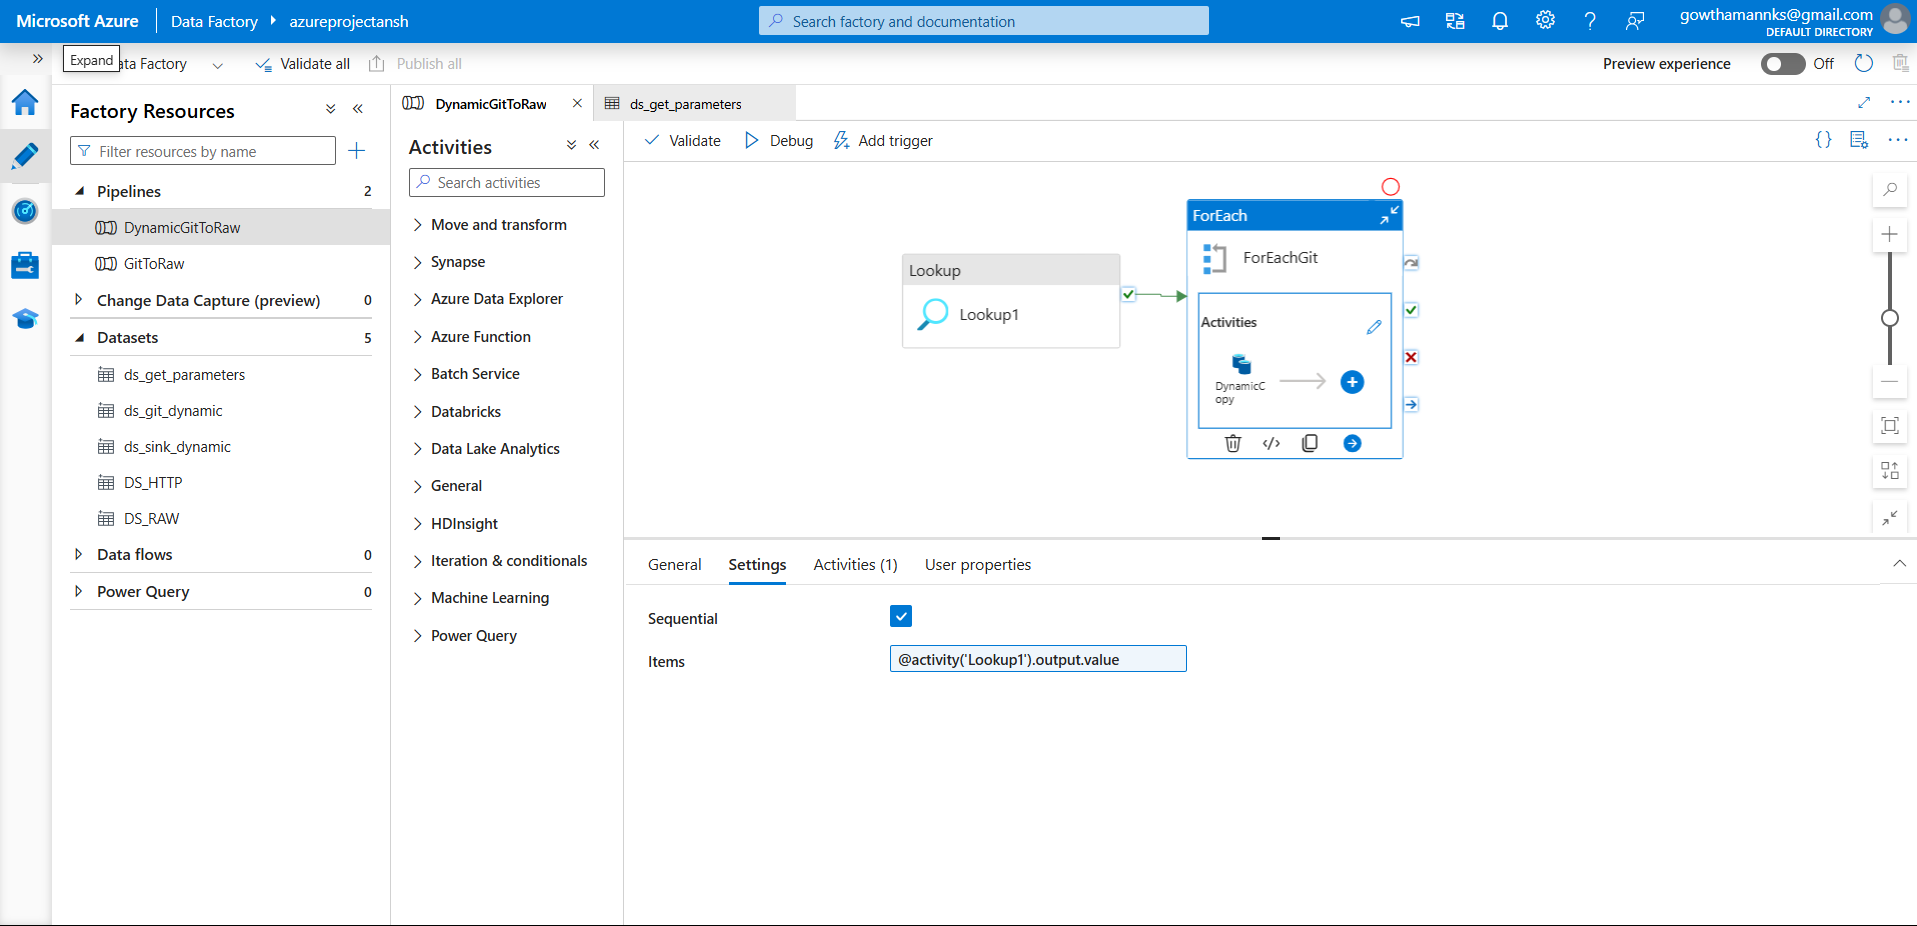 Microsoft Azure
Data Factory
azureprojectansh
Search factory and documentation
gowthamannks@gmail.com
DEFAULT DIRECTORY
Expand
ata Factory
Validate all
Publish all
Preview experience
Off
Factory Resources
Filter resources by name
Pipelines 2
DynamicGitToRaw
GitToRaw
Change Data Capture (preview) 0
Datasets 5
ds_get_parameters
ds_git_dynamic
ds_sink_dynamic
DS_HTTP
DS_RAW
Data flows 0
Power Query 0
DynamicGitToRaw
ds_get_parameters
Activities
Search activities
Move and transform
Synapse
Azure Data Explorer
Azure Function
Batch Service
Databricks
Data Lake Analytics
General
HDInsight
Iteration & conditionals
Machine Learning
Power Query
Validate
Debug
Add trigger
Lookup
Lookup1
ForEach
ForEachGit
Activities
DynamicC
opy
General
Settings
Activities (1)
User properties
Sequential
Items
@activity('Lookup1').output.value